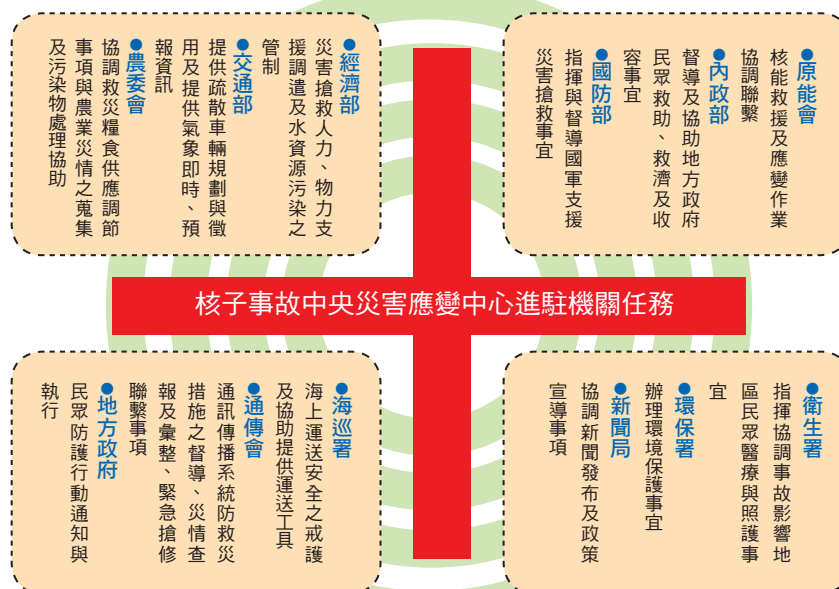 ●原能會
核能救援及應變作業
協調聯繫
●內政部
督導及協助地方政府
民眾救助、救濟及收
容事宜
●國防部
指揮與督導國軍支援
災害搶救事宜
●經濟部
災害搶救人力、物力支
援調遣及水資源污染之
管制
●交通部
提供疏散車輛規劃與徵
用及提供氣象即時、預
報資訊
●農委會
協調救災糧食供應調節
事項與農業災情之蒐集
及污染物處理協助
核子事故中央災害應變中心進駐機關任務
●衛生署
指揮協調事故影響地
區民眾醫療與照護事
宜
●環保署
辦理環境保護事宜
●新聞局
協調新聞發布及政策
宣導事項
●海巡署
海上運送安全之戒護
及協助提供運送工具
●通傳會
通訊傳播系統防救災
措施之督導、災情查
報及彙整、緊急搶修
聯繫事項
●地方政府
民眾防護行動通知與
執行